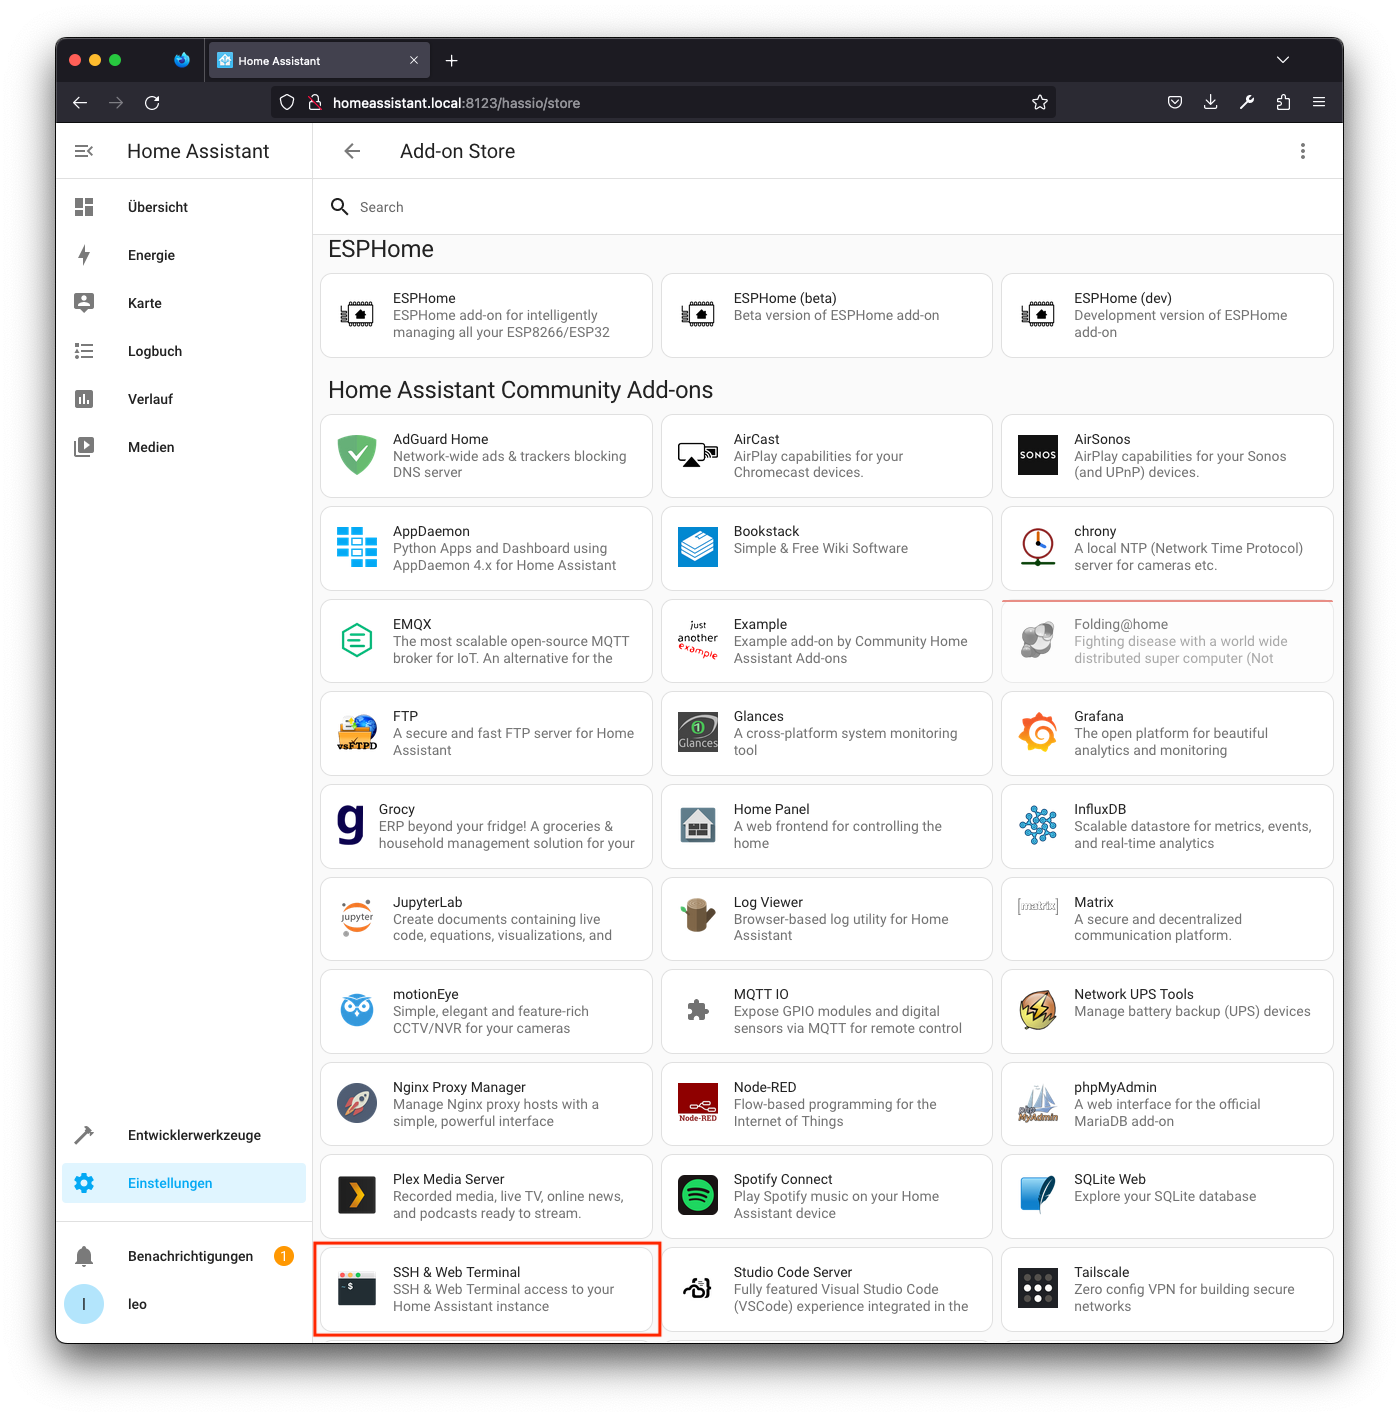 Home Assistant
homeassistant.local:8123/hassio/store
Home Assistant
Add-on Store
Übersicht
Energie
Karte
Logbuch
Verlauf
Medien
Entwicklerwerkzeuge
Einstellungen
Benachrichtigungen
1
l
leo
Search
ESPHome
ESPHome
ESPHome add-on for intelligently
managing all your ESP8266/ESP32
ESPHome (beta)
Beta version of ESPHome add-on
ESPHome (dev)
Development version of ESPHome
add-on
Home Assistant Community Add-ons
AdGuard Home
Network-wide ads & trackers blocking
DNS server
AirCast
AirPlay capabilities for your
Chromecast devices.
SONOS
AirSonos
AirPlay capabilities for your Sonos
(and UPnP) devices.
AppDaemon
Python Apps and Dashboard using
AppDaemon 4.x for Home Assistant
Bookstack
Simple & Free Wiki Software
chrony
A local NTP (Network Time Protocol)
server for cameras etc.
EMQX
The most scalable open-source MQTT
broker for IoT. An alternative for the
just
another
example
Example
Example add-on by Community Home
Assistant Add-ons
Folding@home
Fighting disease with a world wide
distributed super computer (Not
vsFTPD
FTP
A secure and fast FTP server for Home
Assistant
Glances
Glances
A cross-platform system monitoring
tool
Grafana
The open platform for beautiful
analytics and monitoring
g
Grocy
ERP beyond your fridge! A groceries &
household management solution for your
Home Panel
A web frontend for controlling the
home
InfluxDB
Scalable datastore for metrics, events,
and real-time analytics
jupyter
JupyterLab
Create documents containing live
code, equations, visualizations, and
Log Viewer
Browser-based log utility for Home
Assistant
[matrix]
Matrix
A secure and decentralized
communication platform.
motionEye
Simple, elegant and feature-rich
CCTV/NVR for your cameras
MQTT IO
Expose GPIO modules and digital
sensors via MQTT for remote control
Network UPS Tools
Manage battery backup (UPS) devices
Nginx Proxy Manager
Manage Nginx proxy hosts with a
simple, powerful interface
Node-RED
Node-RED
Flow-based programming for the
Internet of Things
php
MyAdmin
phpMyAdmin
A web interface for the official
MariaDB add-on
Plex Media Server
Recorded media, live TV, online news,
and podcasts ready to stream.
Spotify Connect
Play Spotify music on your Home
Assistant device
SQLite Web
Explore your SQLite database
~ $
SSH & Web Terminal
SSH & Web Terminal access to your
Home Assistant instance
Studio Code Server
Fully featured Visual Studio Code
(VSCode) experience integrated in the
Tailscale
Zero config VPN for building secure
networks